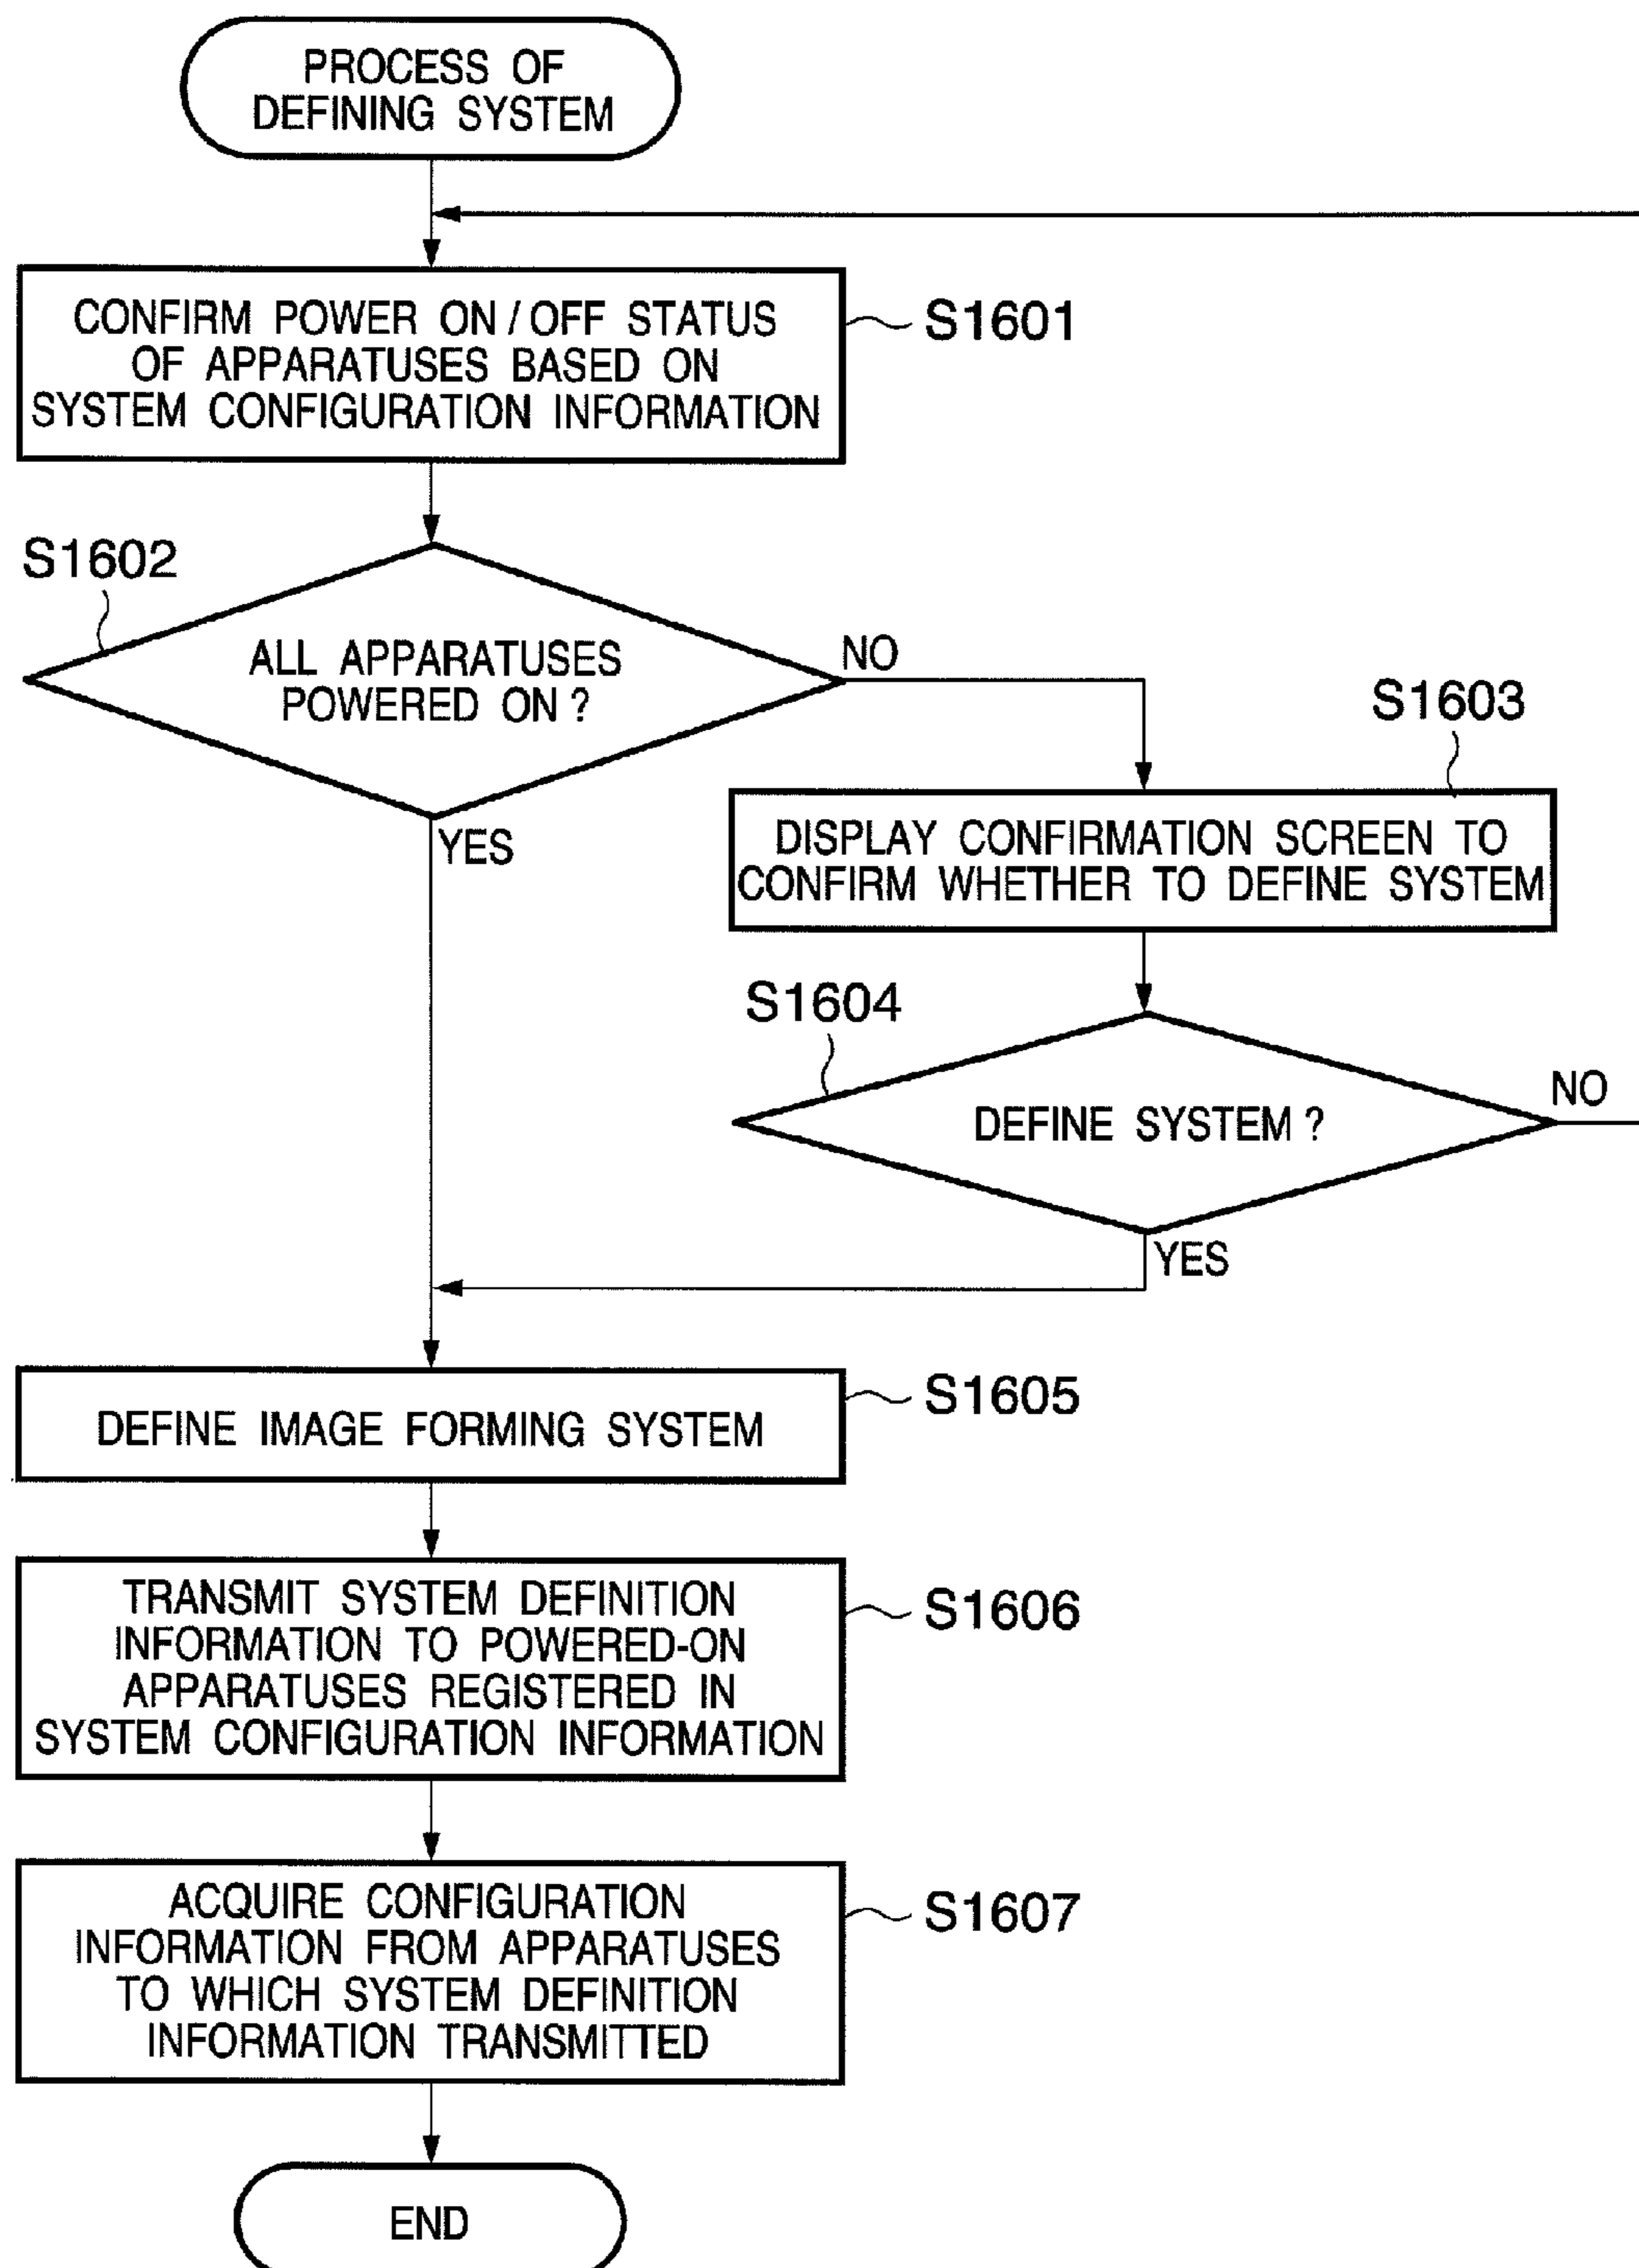 PROCESS OF
DEFINING SYSTEM
CONFIRM POWER ON / OFF STATUS
OF APPARATUSES BASED ON
SYSTEM CONFIGURATION INFORMATION
S1601
S1602
ALL APPARATUSES
POWERED ON ?
NO
YES
S1603
DISPLAY CONFIRMATION SCREEN TO
CONFIRM WHETHER TO DEFINE SYSTEM
S1604
DEFINE SYSTEM ?
NO
YES
DEFINE IMAGE FORMING SYSTEM
S1605
TRANSMIT SYSTEM DEFINITION
INFORMATION TO POWERED-ON
APPARATUSES REGISTERED IN
SYSTEM CONFIGURATION INFORMATION
S1606
ACQUIRE CONFIGURATION
INFORMATION FROM APPARATUSES
TO WHICH SYSTEM DEFINITION
INFORMATION TRANSMITTED
S1607
END